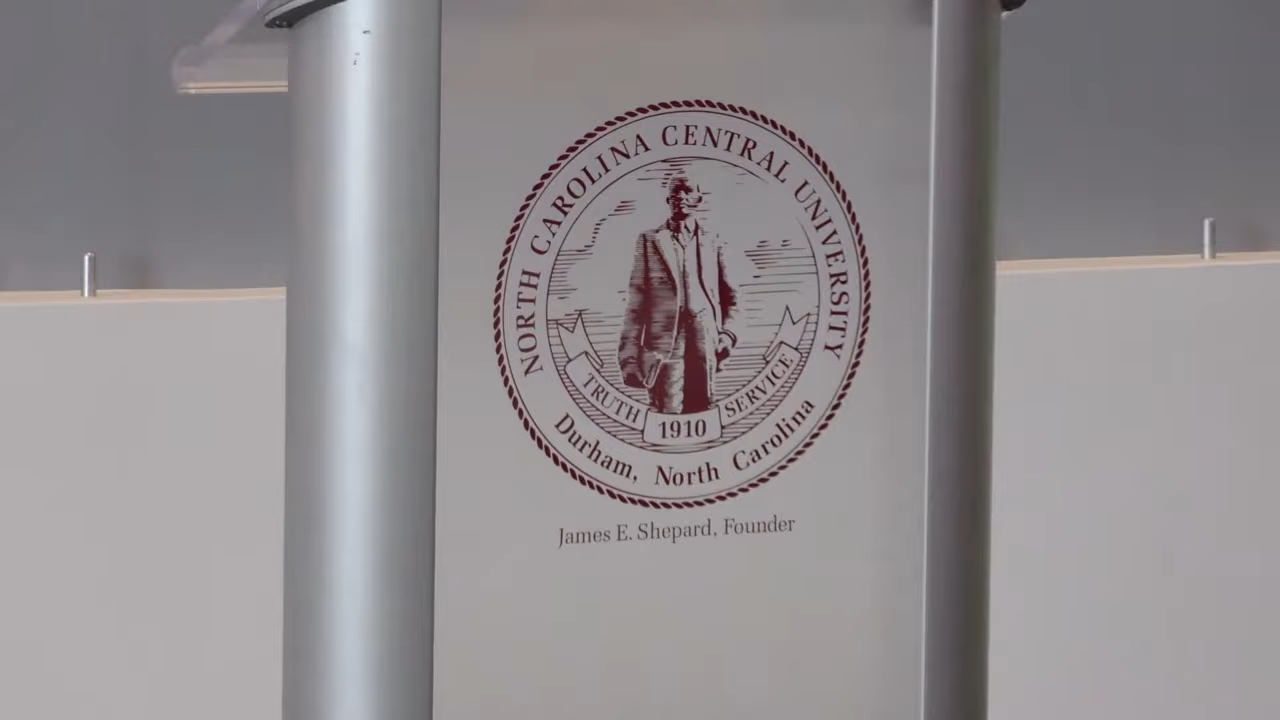 NORTH CAROLINA CENTRAL UNIVERSITY
TRUTH 1910 SERVICE
Durham, North Carolina
James E. Shepard, Founder